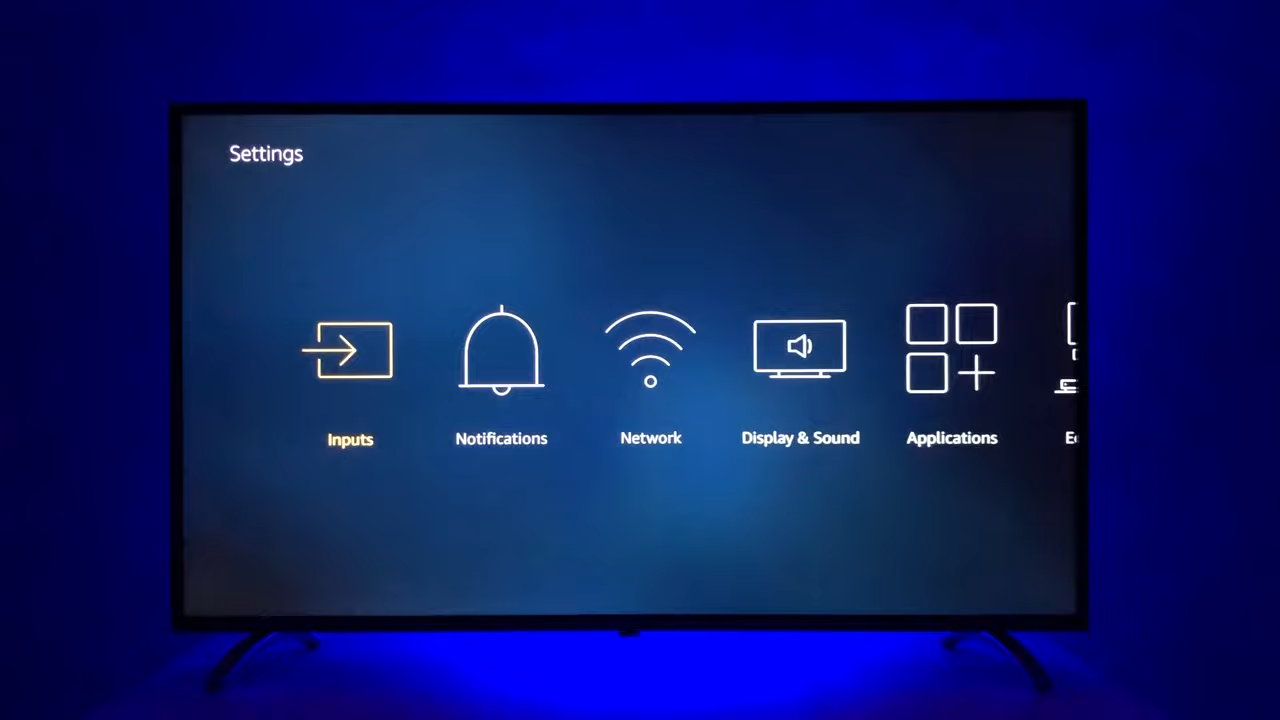 Settings
Inputs
Notifications
Network
Display & Sound
Applications